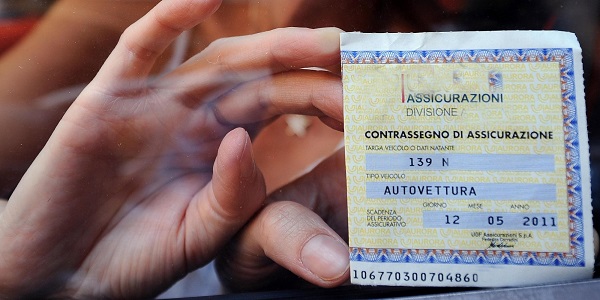 ASSICURAZIONI
DIVISIONE
CONTRASSEGNO DI ASSICURAZIONE
TARGA VEICOLO O DATI NATANTE
139 N
TIPO VEICOLO
AUTOVETTURA
GIORNO MESE ANNO
SCADENZA DEL PERIODO ASSICURATIVO 12 05 2011
UGF Assicurazioni S.p.A.
106770300704860